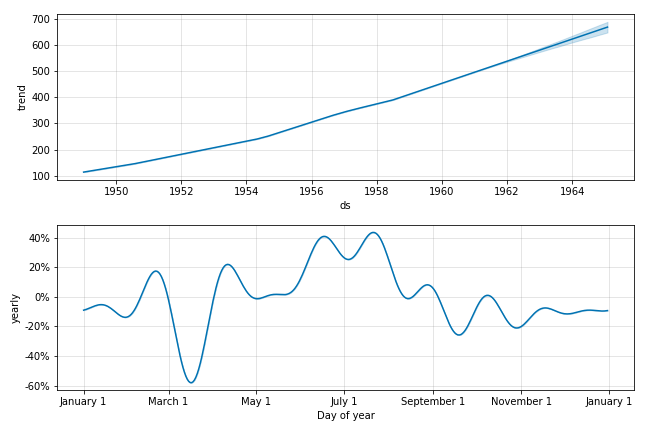 700
600
500
400
300
200
100
trend
1950 1952 1954 1956 1958 1960 1962 1964
ds
40%
20%
0%
-20%
-40%
-60%
yearly
January 1 March 1 May 1 July 1 September 1 November 1 January 1
Day of year